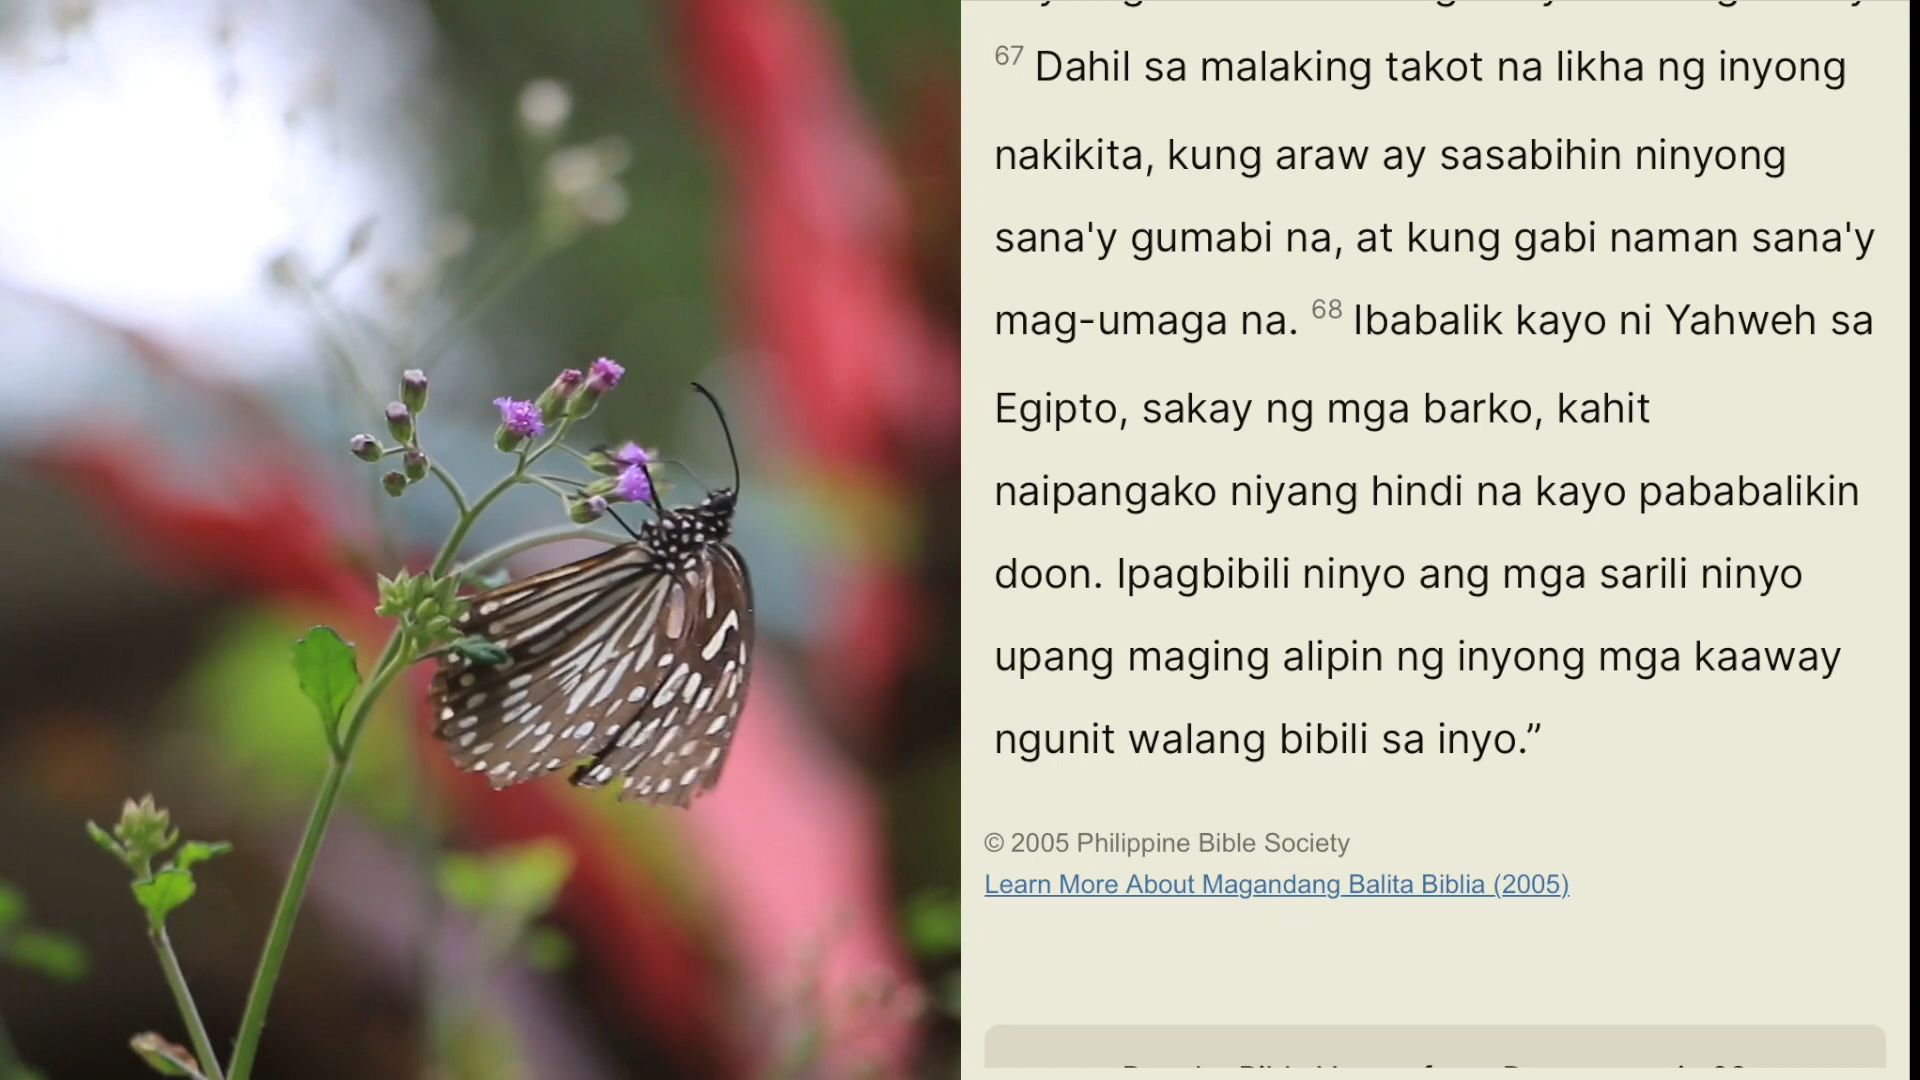 67 Dahil sa malaking takot na likha ng inyong
nakikita, kung araw ay sasabihin ninyong
sana'y gumabi na, at kung gabi naman sana'y
mag-umaga na. 68 Ibabalik kayo ni Yahweh sa
Egipto, sakay ng mga barko, kahit
naipangako niyang hindi na kayo pababalikin
doon. Ipagbibili ninyo ang mga sarili ninyo
upang maging alipin ng inyong mga kaaway
ngunit walang bibili sa inyo.”
© 2005 Philippine Bible Society
Learn More About Magandang Balita Biblia (2005)